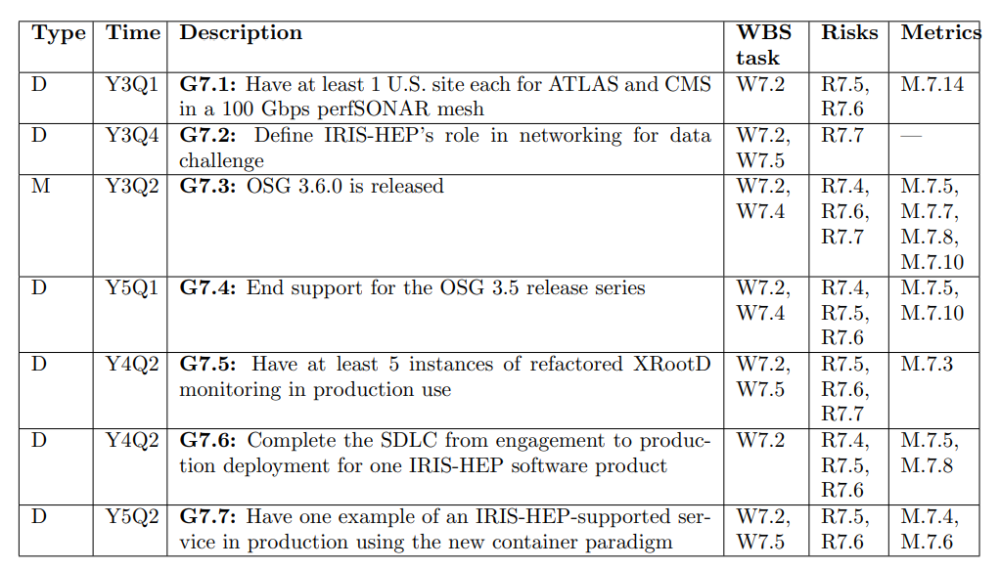 Type Time Description WBS Risks Metrics
task
D Y3Q1 G7.1: Have at least 1 U.S. site each for ATLAS and CMS W7.2 R7.5, M.7.14
in a 100 Gbps perfSONAR mesh R7.6
D Y3Q4 G7.2: Define IRIS-HEP's role in networking for data W7.2, R7.7 —
challenge W7.5
M Y3Q2 G7.3: OSG 3.6.0 is released W7.2, R7.4, M.7.5,
W7.4 R7.6, M.7.7,
R7.7 M.7.8,
M.7.10
D Y5Q1 G7.4: End support for the OSG 3.5 release series W7.2, R7.4, M.7.5,
W7.4 R7.5, M.7.10
R7.6
D Y4Q2 G7.5: Have at least 5 instances of refactored XRootD W7.2, R7.5, M.7.3
monitoring in production use W7.5 R7.6,
R7.7
D Y4Q2 G7.6: Complete the SDLC from engagement to produc- W7.2 R7.4, M.7.5,
tion deployment for one IRIS-HEP software product R7.5, M.7.8
R7.6
D Y5Q2 G7.7: Have one example of an IRIS-HEP-supported ser- W7.2, R7.5, M.7.4,
vice in production using the new container paradigm W7.5 R7.6 M.7.6